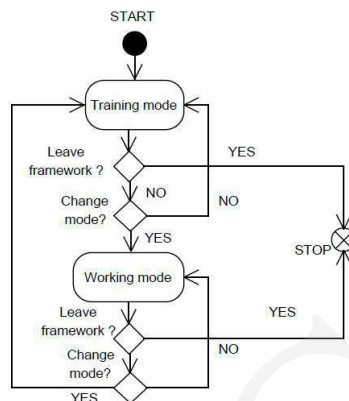 START
Training mode
Leave
framework ?
YES
NO
Change
mode?
NO
YES
STOP
Working mode
Leave
framework ?
YES
NO
Change
mode?
YES